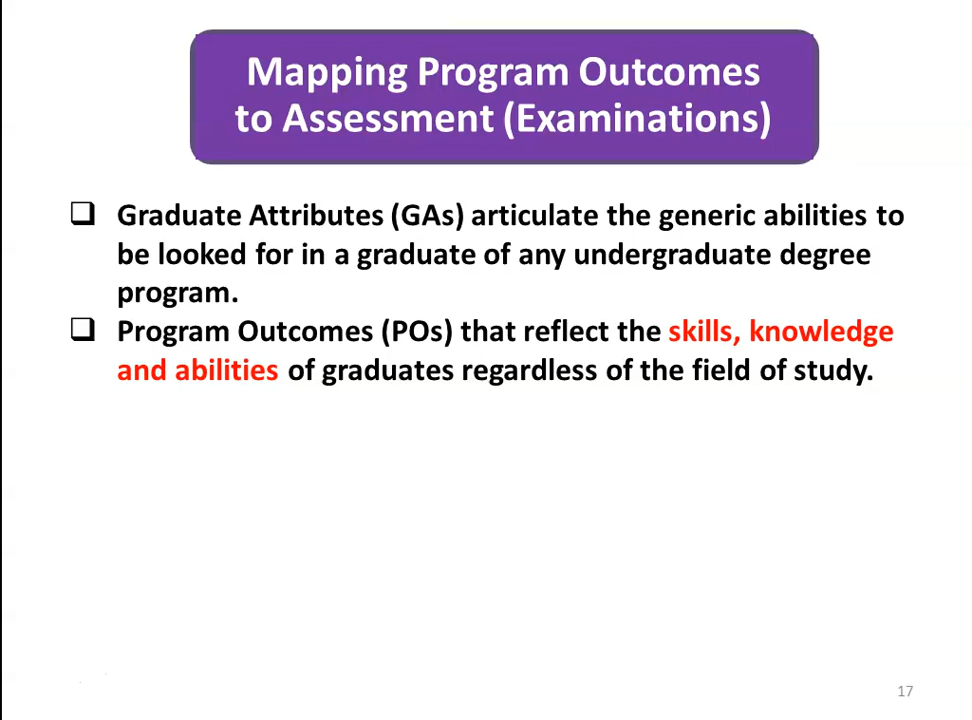 Mapping Program Outcomes
to Assessment (Examinations)
❑ Graduate Attributes (GAs) articulate the generic abilities to
be looked for in a graduate of any undergraduate degree
program.
❑ Program Outcomes (POs) that reflect the skills, knowledge
and abilities of graduates regardless of the field of study.
17